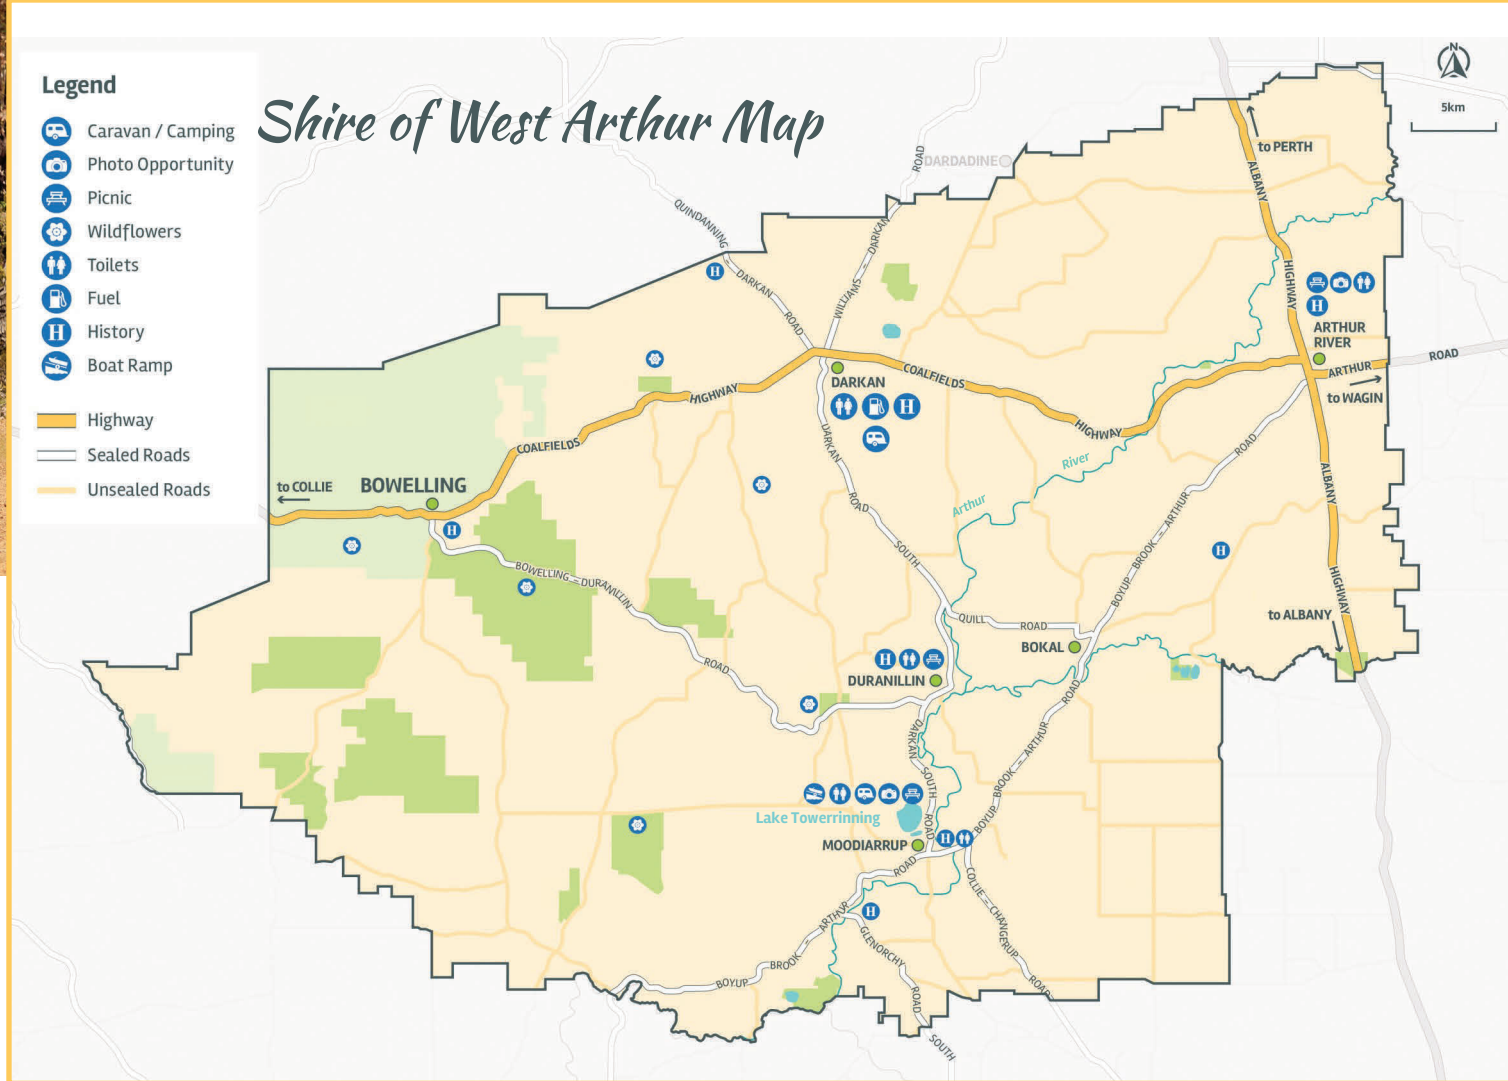 Shire of West Arthur Map
Legend
Caravan / Camping
Photo Opportunity
Picnic
Wildflowers
Toilets
Fuel
H History
Boat Ramp
Highway
Sealed Roads
Unsealed Roads
N
5km
to PERTH
ALBANY
HIGHWAY
DARDADINE
ROAD
QUINDANNING – DARKAN ROAD
WILLIAMS – DARKAN
H
H
ARTHUR
RIVER
ARTHUR ROAD
to WAGIN
DARKAN
H
COALFIELDS
HIGHWAY
COALFIELDS
HIGHWAY
to COLLIE
BOWELLING
H
BOWELLING – DURANILLIN
ROAD
DARKAN
ROAD
SOUTH
Arthur
River
BOYUP BROOK – ARTHUR
ROAD
H
ALBANY
HIGHWAY
to ALBANY
QUILL ROAD
BOKAL
H
DURANILLIN
DARKAN
SOUTH
ROAD
Lake Towerrinning
MOODIARRUP
H
BOYUP BROOK – ARTHUR
ROAD
H
BOYUP BROOK – ARTHUR
ROAD
GLENORCHY
ROAD
SOUTH
COLLIE – CHANGERUP
ROAD